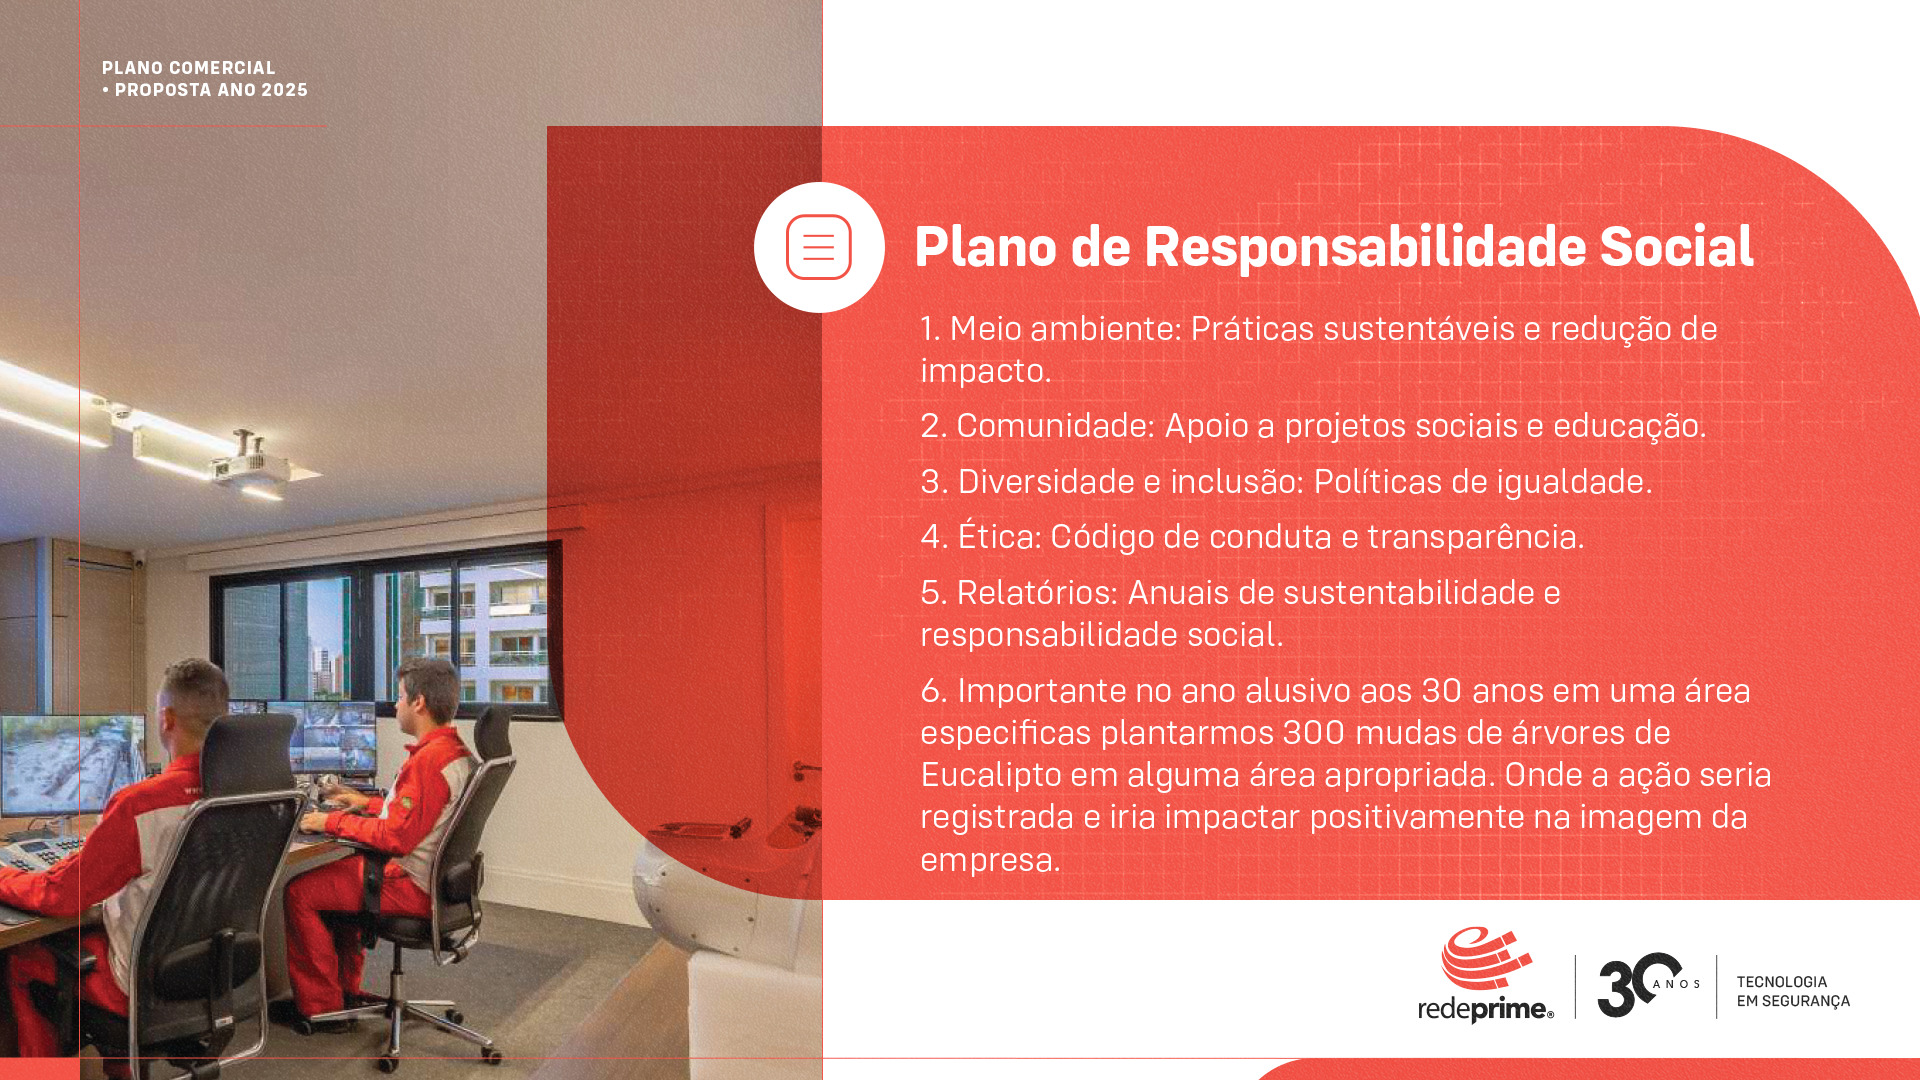 PLANO COMERCIAL
• PROPOSTA ANO 2025
Plano de Responsabilidade Social
1. Meio ambiente: Práticas sustentáveis e redução de
impacto.
2. Comunidade: Apoio a projetos sociais e educação.
3. Diversidade e inclusão: Políticas de igualdade.
4. Ética: Código de conduta e transparência.
5. Relatórios: Anuais de sustentabilidade e
responsabilidade social.
6. Importante no ano alusivo aos 30 anos em uma área
especificas plantarmos 300 mudas de árvores de
Eucalipto em alguma área apropriada. Onde a ação seria
registrada e iria impactar positivamente na imagem da
empresa.
redeprime®
30 ANOS
TECNOLOGIA
EM SEGURANÇA